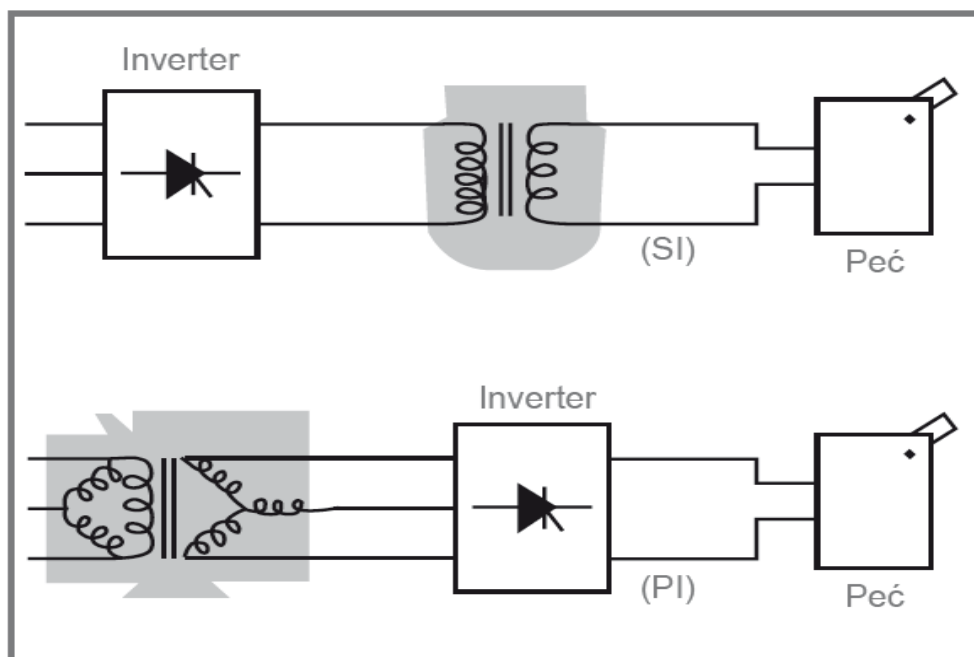 Inverter
(SI)
Peć
Inverter
(PI)
Peć